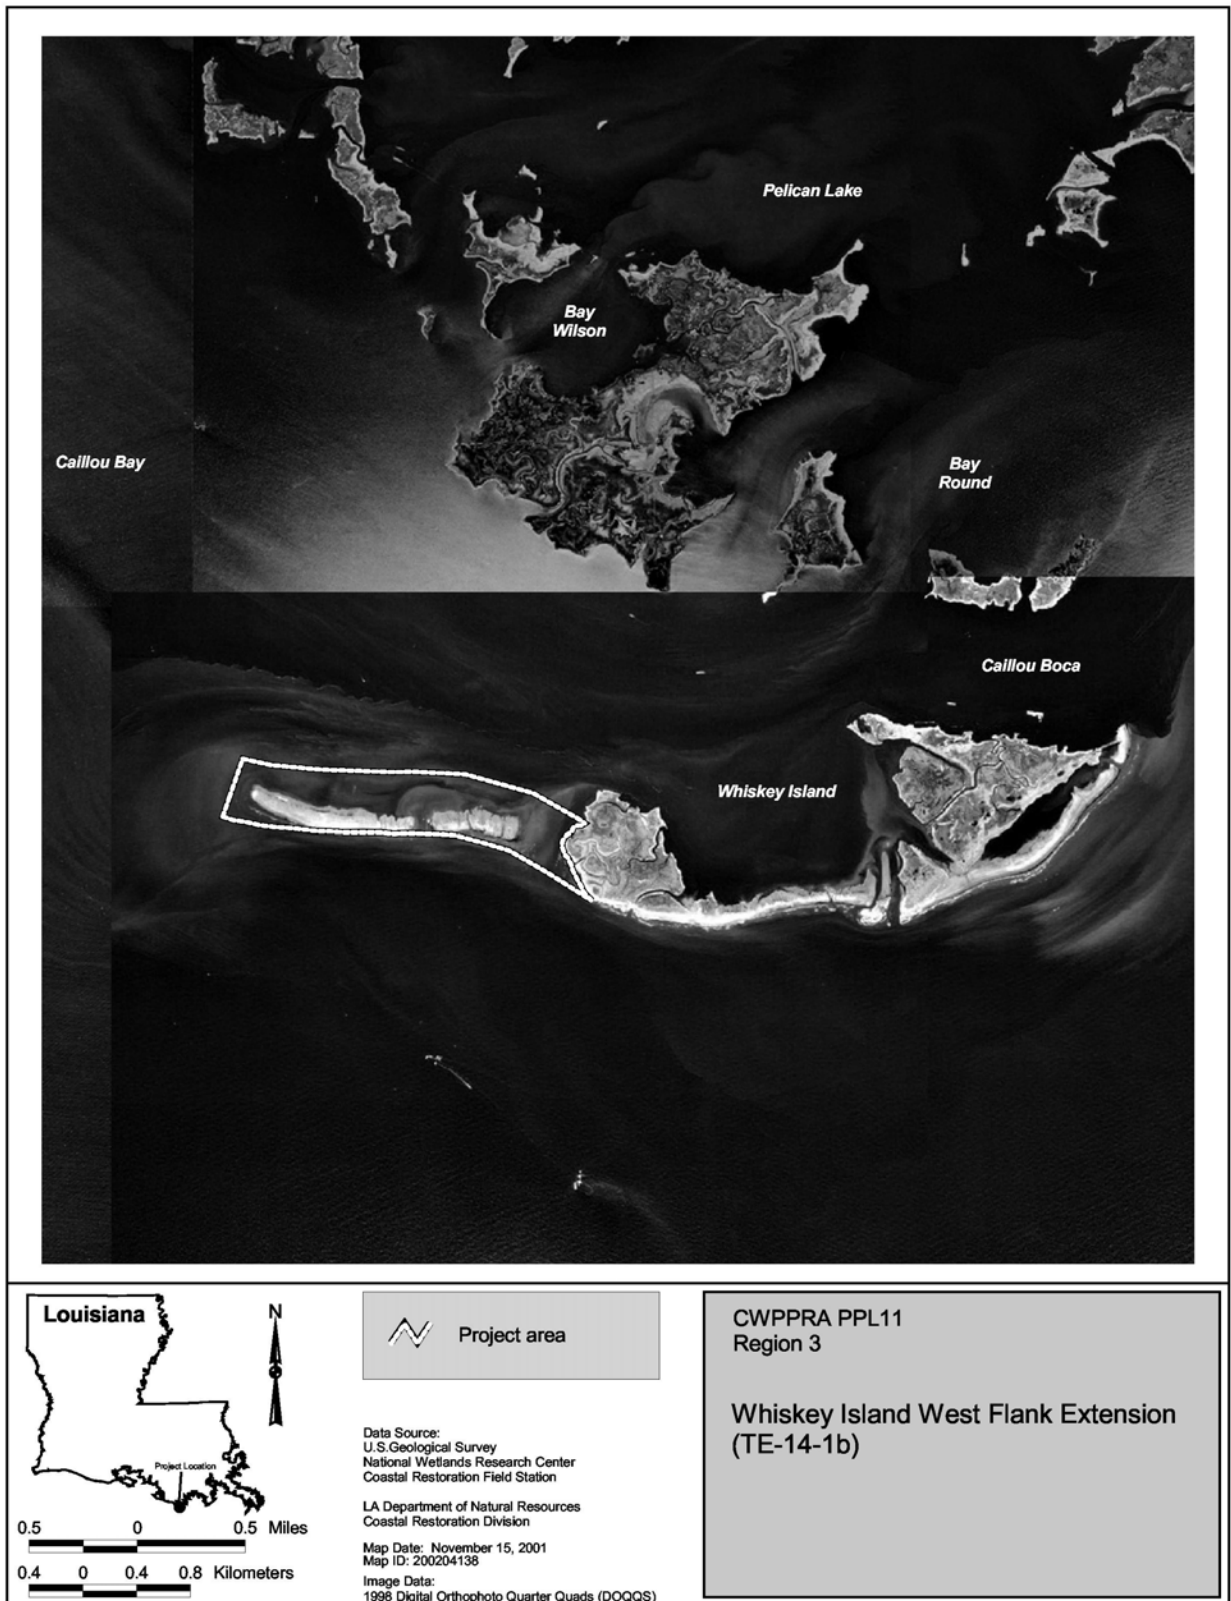 Pelican Lake
Bay
Wilson
Caillou Bay
Bay
Round
Caillou Boca
Whiskey Island
Louisiana
N
Project Location
0.5 0 0.5 Miles
0.4 0 0.4 0.8 Kilometers
Project area
Data Source:
U.S.Geological Survey
National Wetlands Research Center
Coastal Restoration Field Station
LA Department of Natural Resources
Coastal Restoration Division
Map Date: November 15, 2001
Map ID: 200204138
Image Data:
1998 Digital Orthophoto Quarter Quads (DOQQS)
CWPPRA PPL11
Region 3
Whiskey Island West Flank Extension
(TE-14-1b)